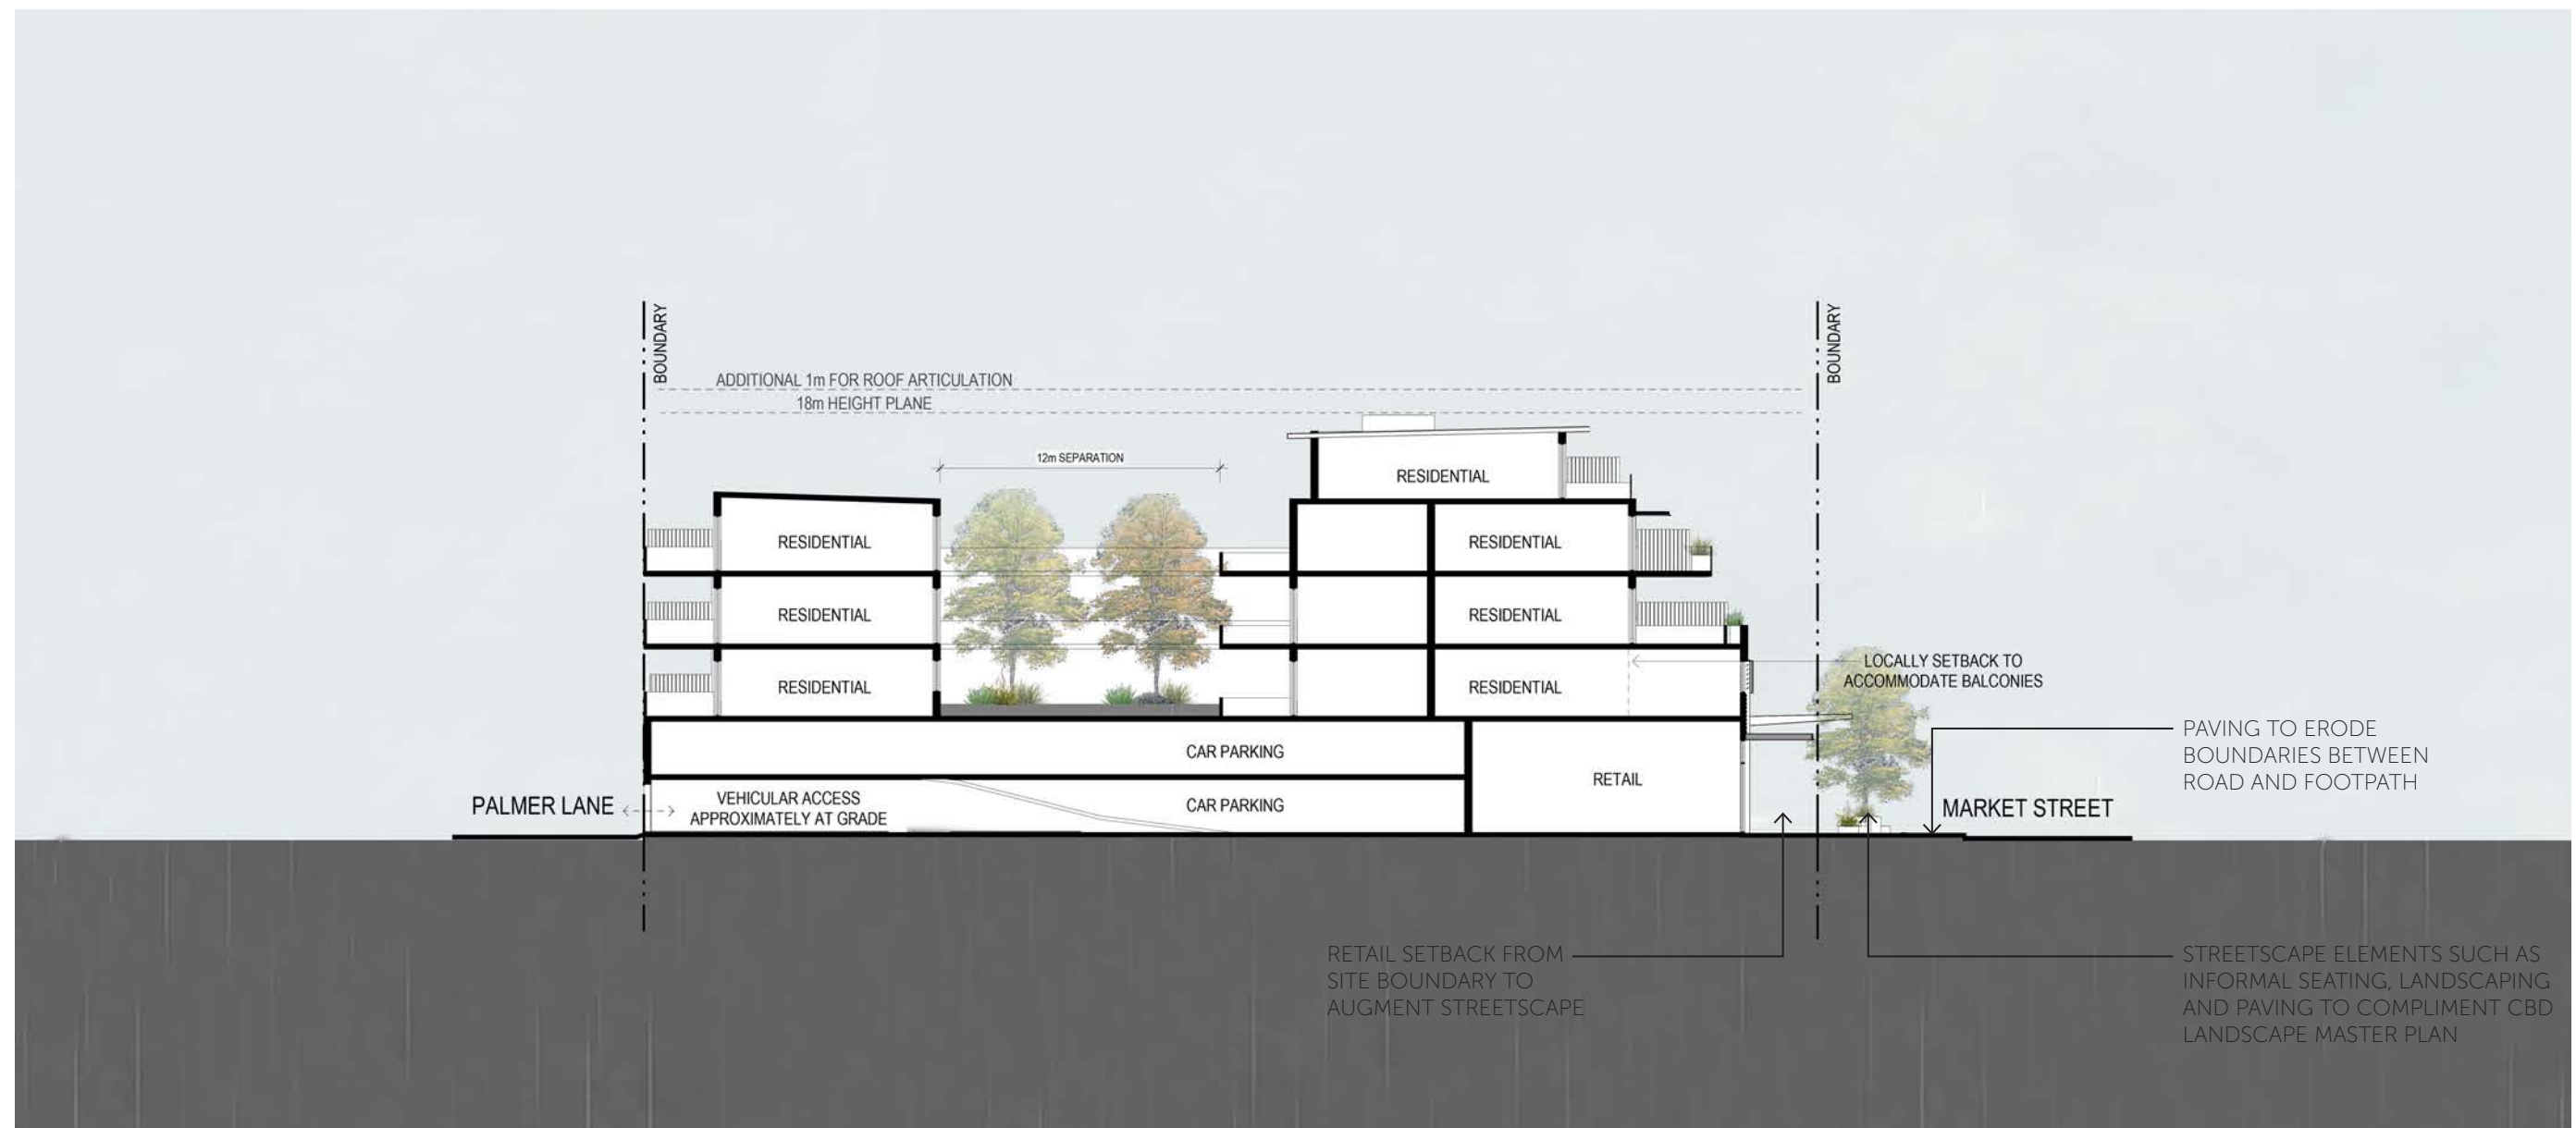 BOUNDARY
BOUNDARY
ADDITIONAL 1m FOR ROOF ARTICULATION
18m HEIGHT PLANE
12m SEPARATION
RESIDENTIAL
RESIDENTIAL
RESIDENTIAL
RESIDENTIAL
RESIDENTIAL
RESIDENTIAL
RESIDENTIAL
LOCALLY SETBACK TO
ACCOMMODATE BALCONIES
CAR PARKING
RETAIL
PALMER LANE
VEHICULAR ACCESS
APPROXIMATELY AT GRADE
CAR PARKING
MARKET STREET
PAVING TO ERODE
BOUNDARIES BETWEEN
ROAD AND FOOTPATH
RETAIL SETBACK FROM
SITE BOUNDARY TO
AUGMENT STREETSCAPE
STREETSCAPE ELEMENTS SUCH AS
INFORMAL SEATING, LANDSCAPING
AND PAVING TO COMPLIMENT CBD
LANDSCAPE MASTER PLAN